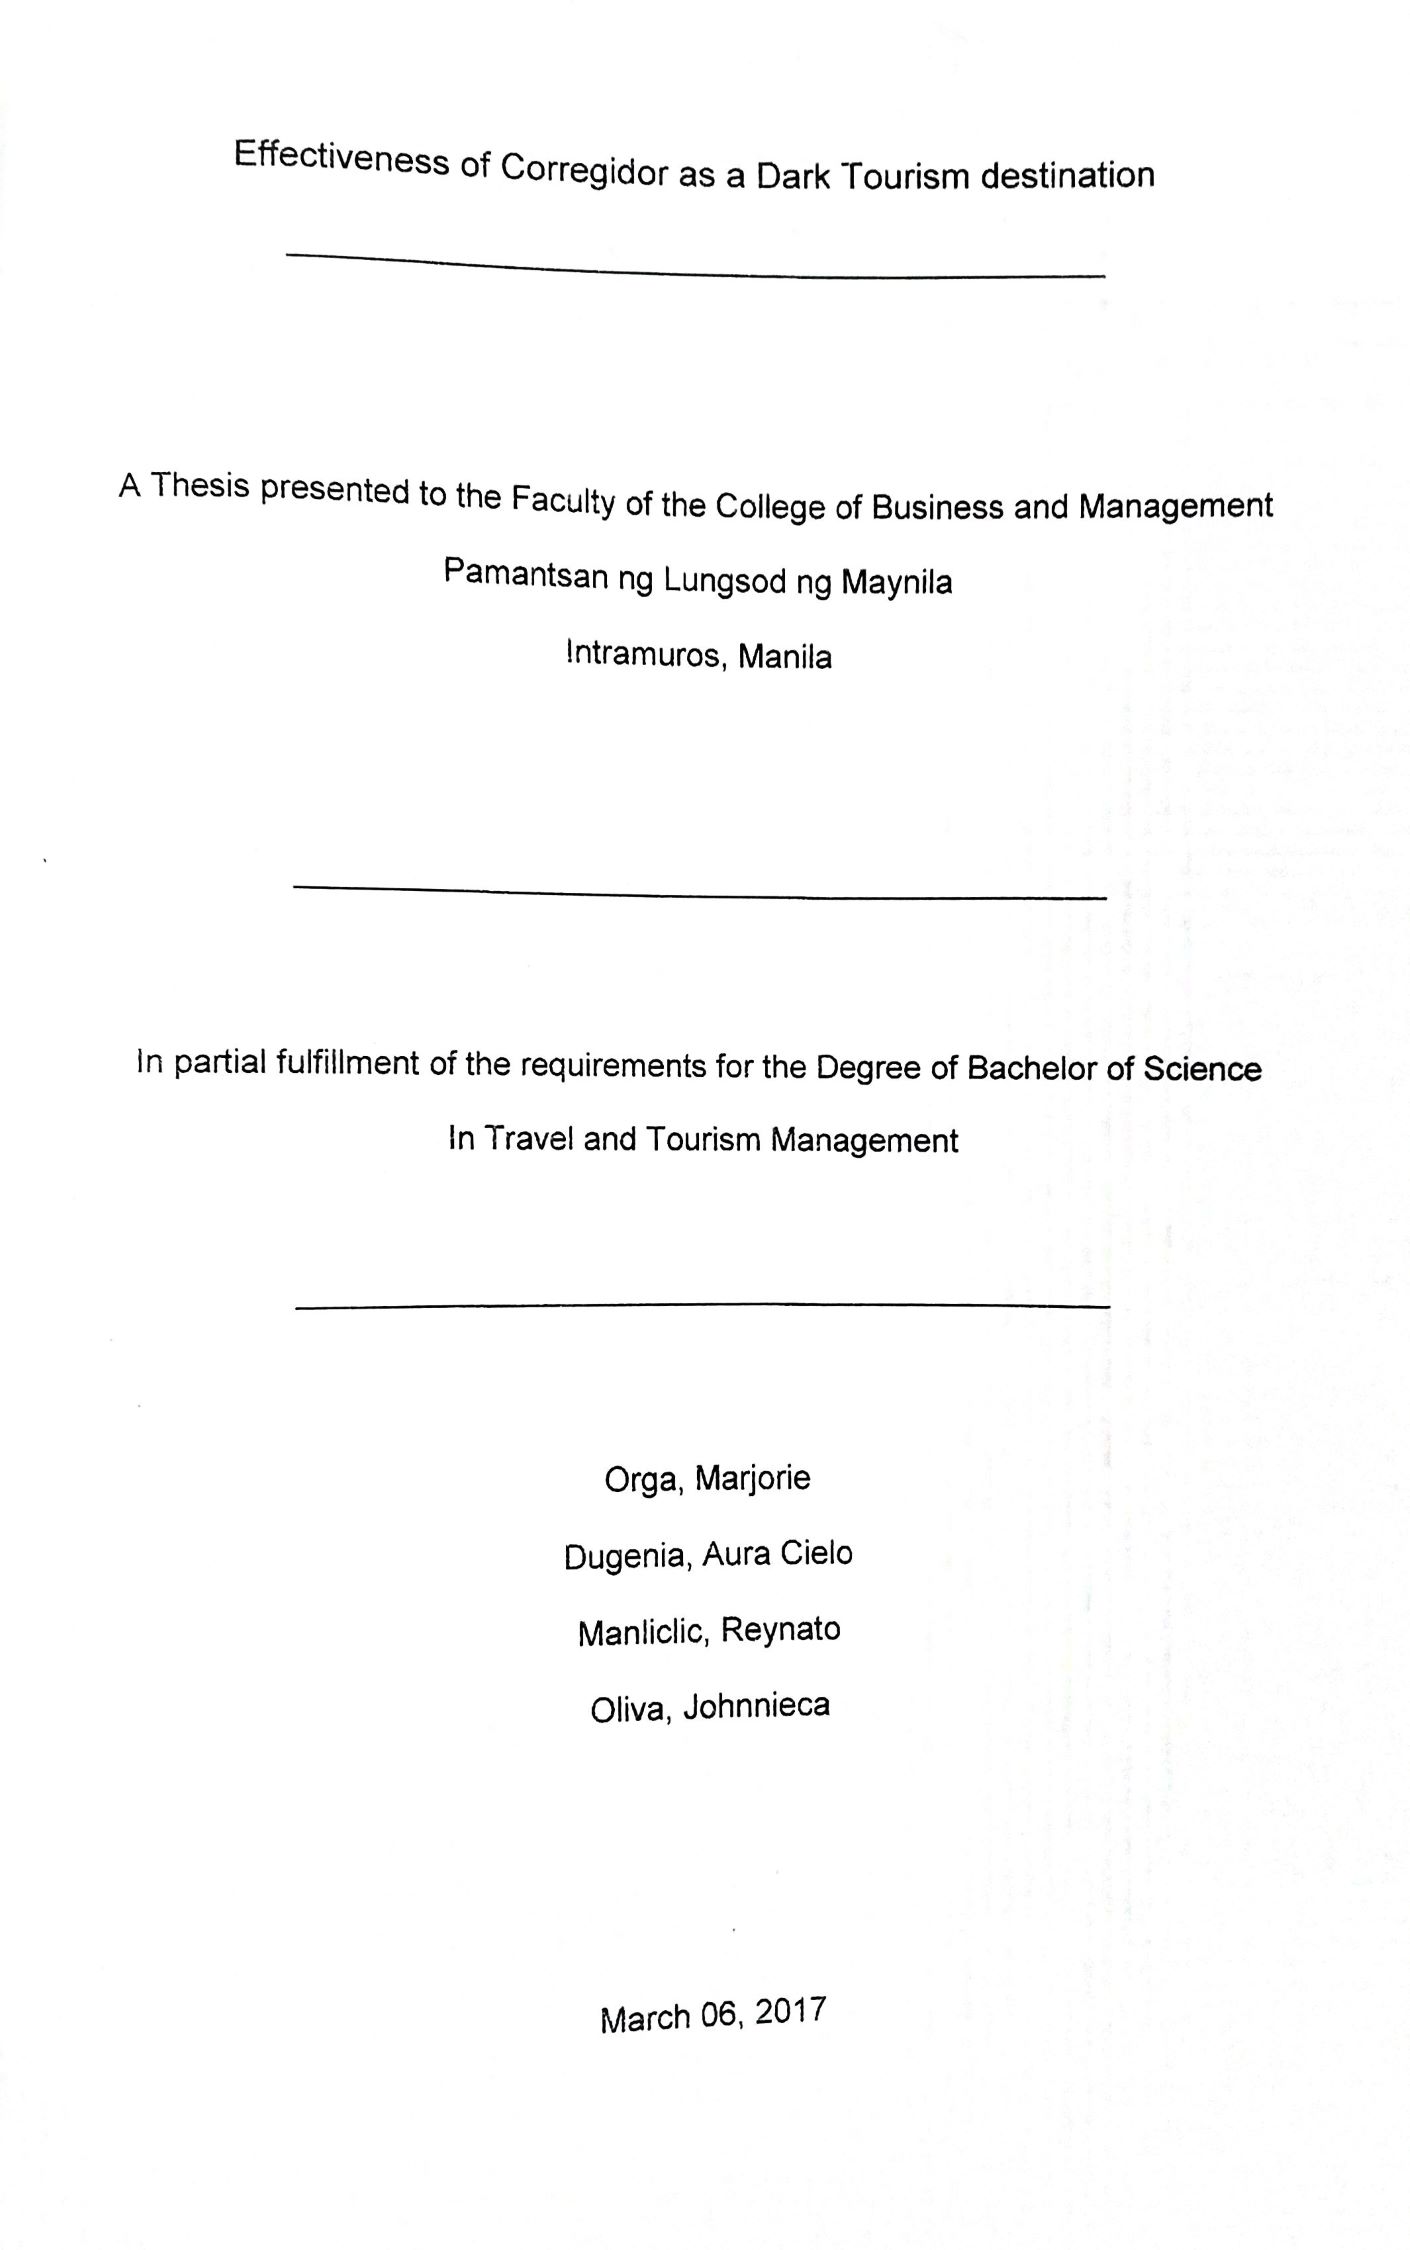 Effectiveness of Corregidor as a Dark Tourism destination
A Thesis presented to the Faculty of the College of Business and Management
Pamantsan ng Lungsod ng Maynila
Intramuros, Manila
In partial fulfillment of the requirements for the Degree of Bachelor of Science
In Travel and Tourism Management
Orga, Marjorie
Dugenia, Aura Cielo
Manliclic, Reynato
Oliva, Johnnieca
March 06, 2017